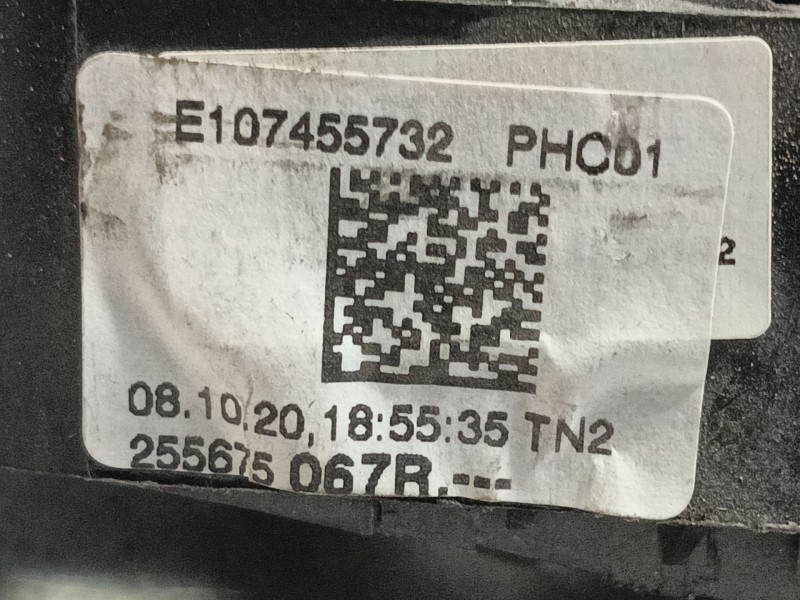 E107455732 PHC01
2
08.10.20,18:55:35 TN2
255675 067R.---